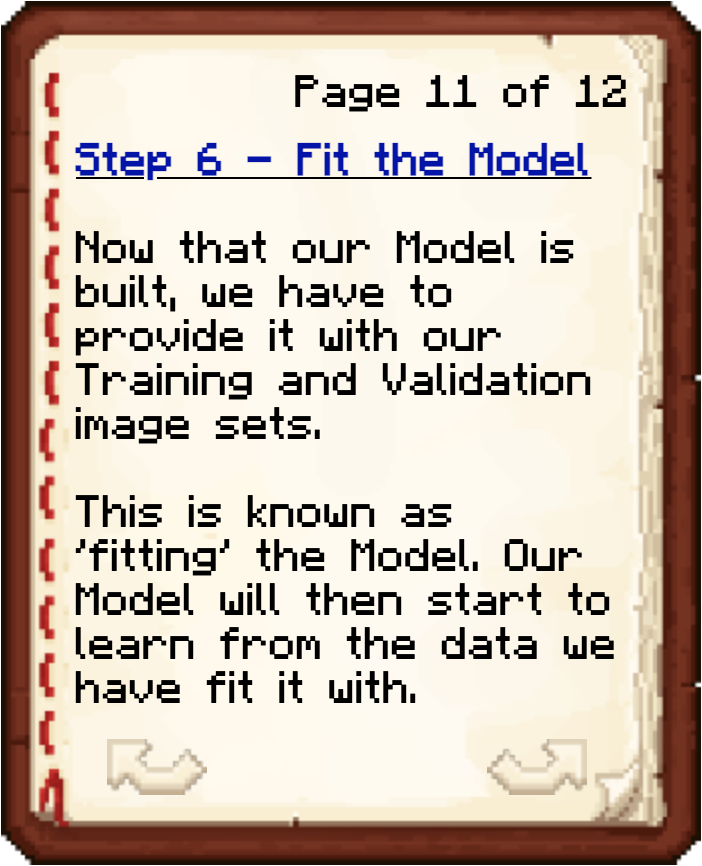 Page 11 of 12
Step 6 – Fit the Model
Now that our Model is
built, we have to
provide it with our
Training and Validation
image sets.
This is known as
'fitting' the Model. Our
Model will then start to
learn from the data we
have fit it with.